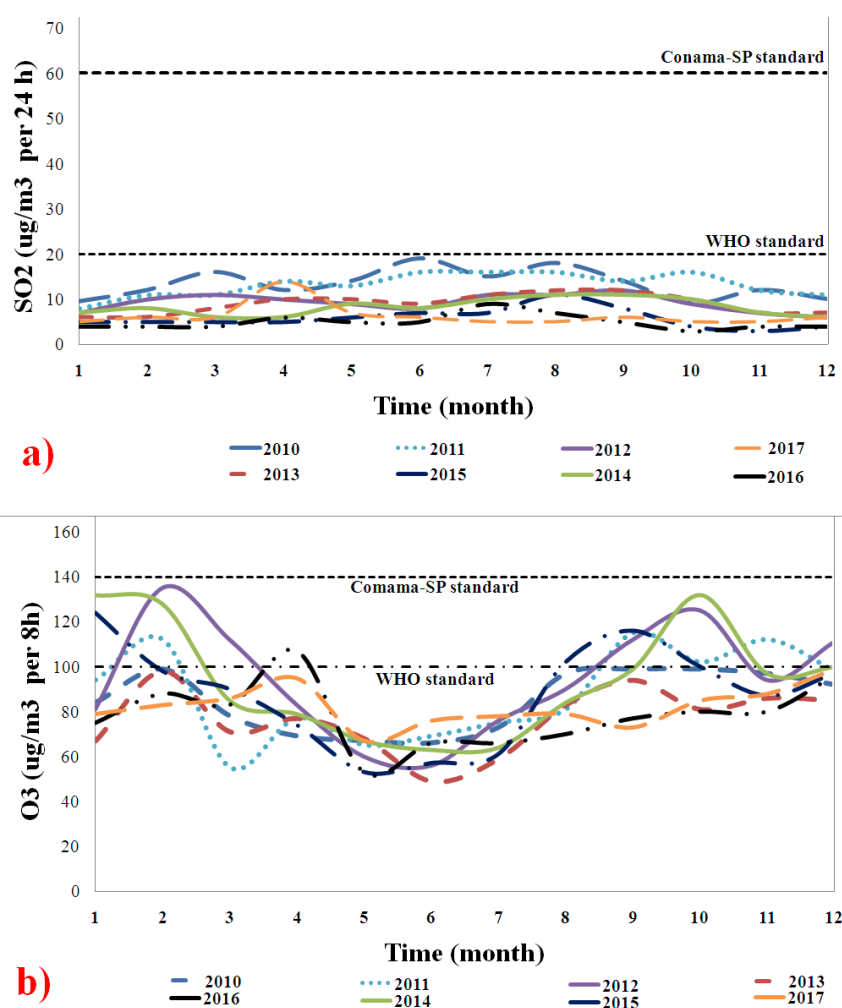 70
60
50
40
30
20
10
0
SO2 (ug/m3 per 24 h)
Conama-SP standard
WHO standard
1 2 3 4 5 6 7 8 9 10 11 12
Time (month)
a)
2010 2011 2012 2017
2013 2015 2014 2016
160
140
120
100
80
60
40
20
0
O3 (ug/m3 per 8h)
Comama-SP standard
WHO standard
1 2 3 4 5 6 7 8 9 10 11 12
Time (month)
b)
2010 2011 2012 2013
2016 2014 2015 2017